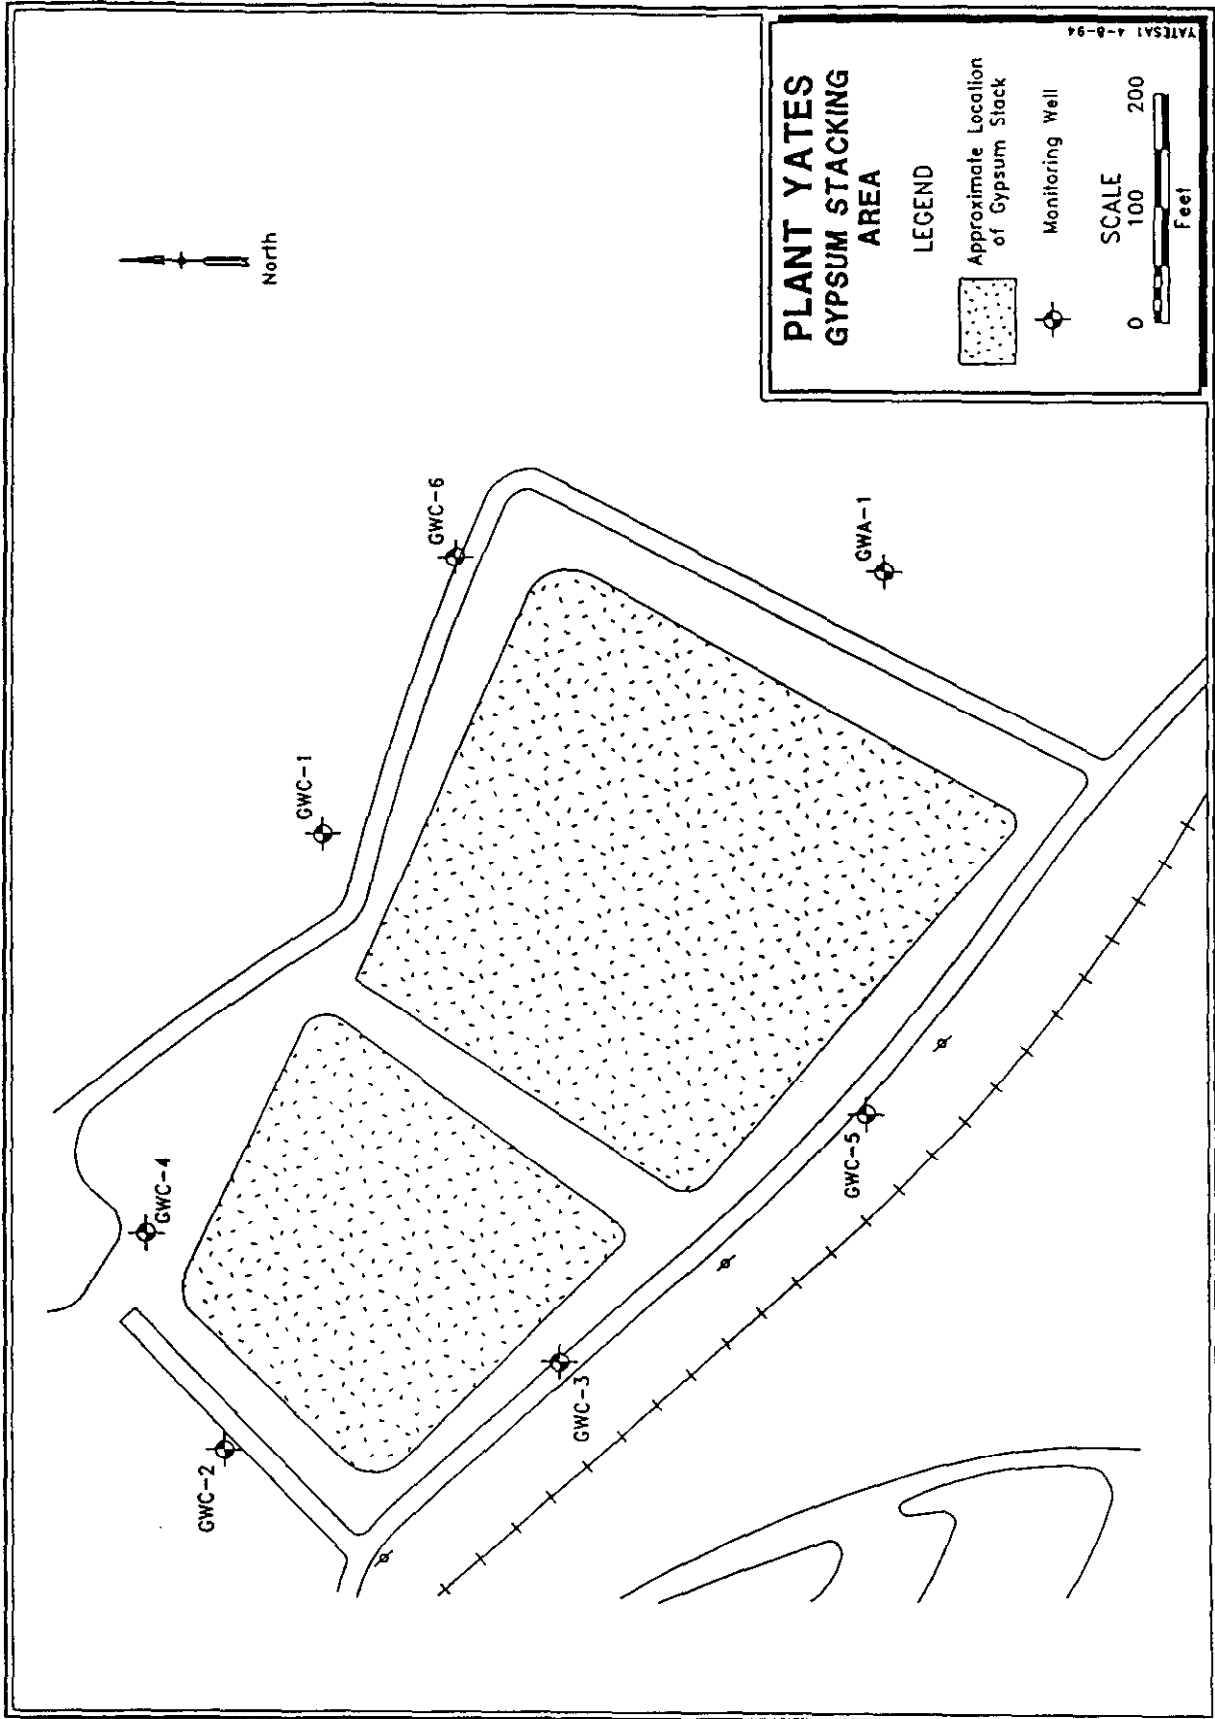 North
GWC-6
GWA-1
GWC-1
GWC-4
GWC-2
GWC-3
GWC-5
PLANT YATES
GYPSUM STACKING
AREA
LEGEND
Approximate Location
of Gypsum Stack
Monitoring Well
SCALE
0 100 200
Feet
YATESA1 4-8-94